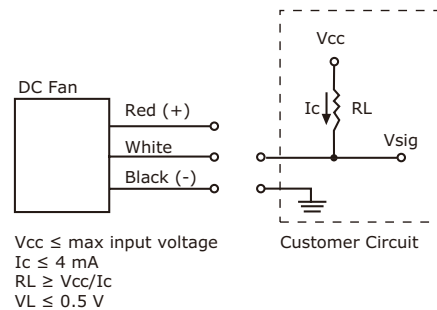 Vcc
DC Fan
Red (+)
Ic
RL
Vsig
White
Black (-)
Vcc ≤ max input voltage
Ic ≤ 4 mA
RL ≥ Vcc/Ic
VL ≤ 0.5 V
Customer Circuit